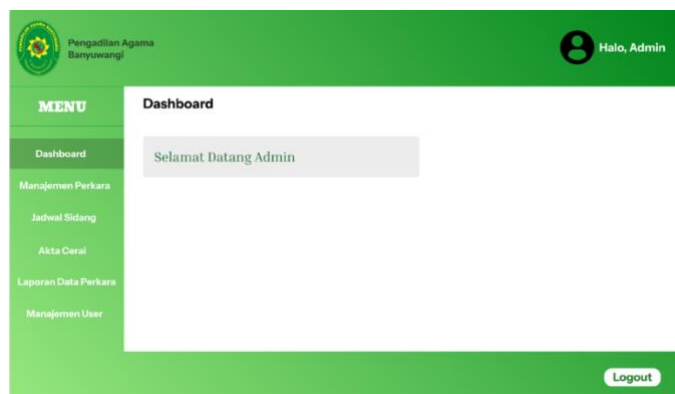 Pengadilan Agama
Banyuwangi
Halo, Admin
MENU
Dashboard
Dashboard
Selamat Datang Admin
Manajemen Perkara
Jadwal Sidang
Akta Cerai
Laporan Data Perkara
Manajemen User
Logout